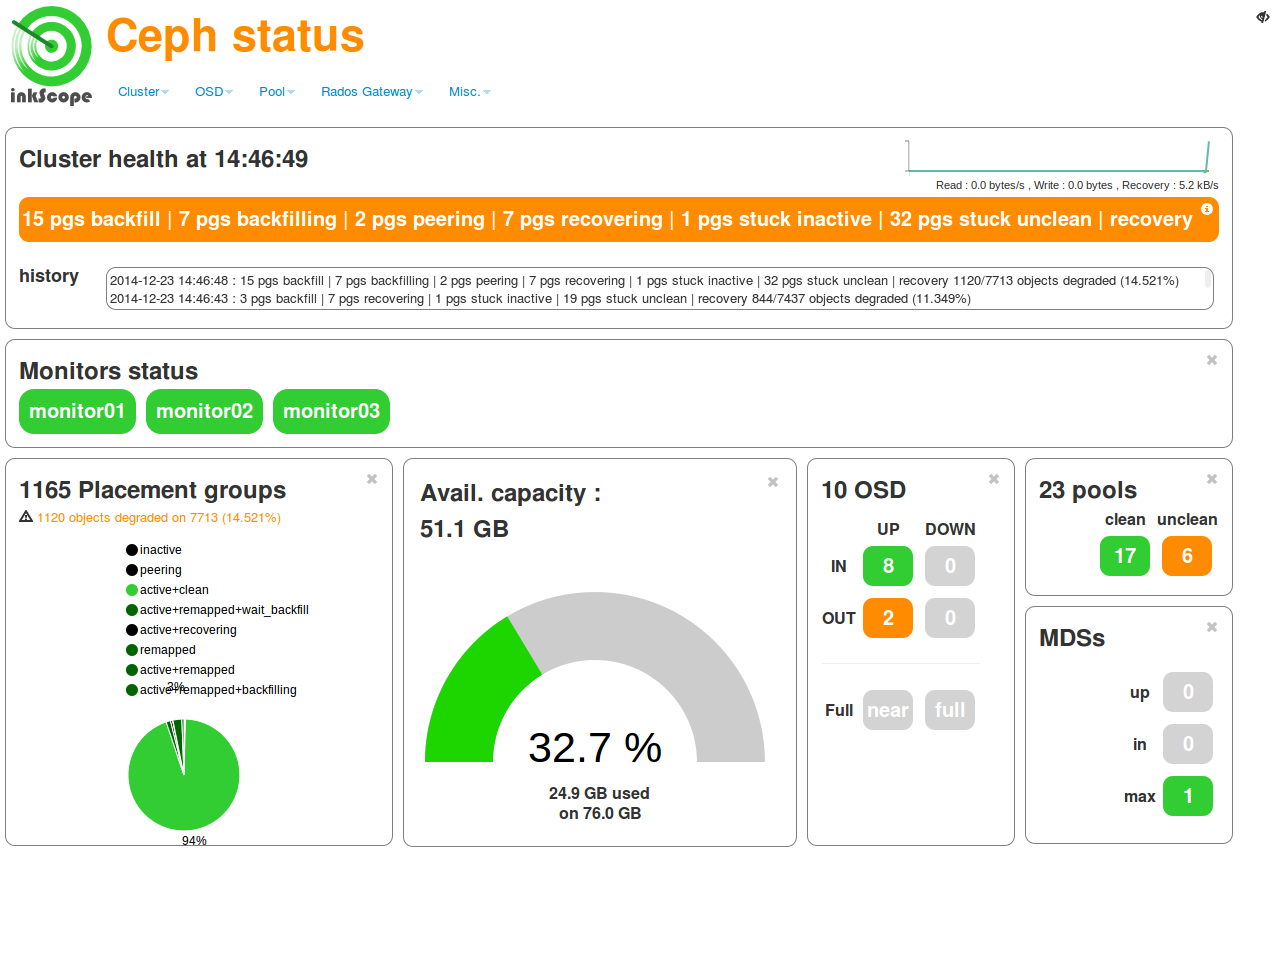 inkScope
Ceph status
Cluster OSD Pool Rados Gateway Misc.
Cluster health at 14:46:49
Read : 0.0 bytes/s , Write : 0.0 bytes , Recovery : 5.2 kB/s
15 pgs backfill | 7 pgs backfilling | 2 pgs peering | 7 pgs recovering | 1 pgs stuck inactive | 32 pgs stuck unclean | recovery
history
2014-12-23 14:46:48 : 15 pgs backfill | 7 pgs backfilling | 2 pgs peering | 7 pgs recovering | 1 pgs stuck inactive | 32 pgs stuck unclean | recovery 1120/7713 objects degraded (14.521%)
2014-12-23 14:46:43 : 3 pgs backfill | 7 pgs recovering | 1 pgs stuck inactive | 19 pgs stuck unclean | recovery 844/7437 objects degraded (11.349%)
Monitors status
monitor01 monitor02 monitor03
1165 Placement groups
1120 objects degraded on 7713 (14.521%)
inactive
peering
active+clean
active+remapped+wait_backfill
active+recovering
remapped
active+remapped
active+remapped+backfilling
3%
94%
Avail. capacity :
51.1 GB
32.7 %
24.9 GB used
on 76.0 GB
10 OSD
UP DOWN
IN 8 0
OUT 2 0
Full near full
23 pools
clean unclean
17 6
MDSs
up 0
in 0
max 1